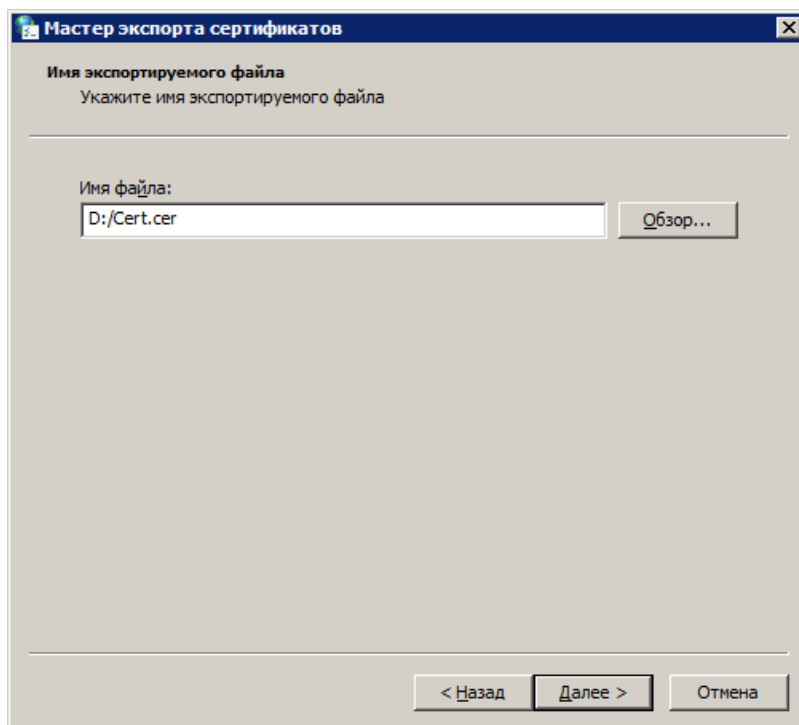 Мастер экспорта сертификатов
Имя экспортируемого файла
Укажите имя экспортируемого файла
Имя файла:
D:/Cert.cer
Обзор...
< Назад
Далее >
Отмена